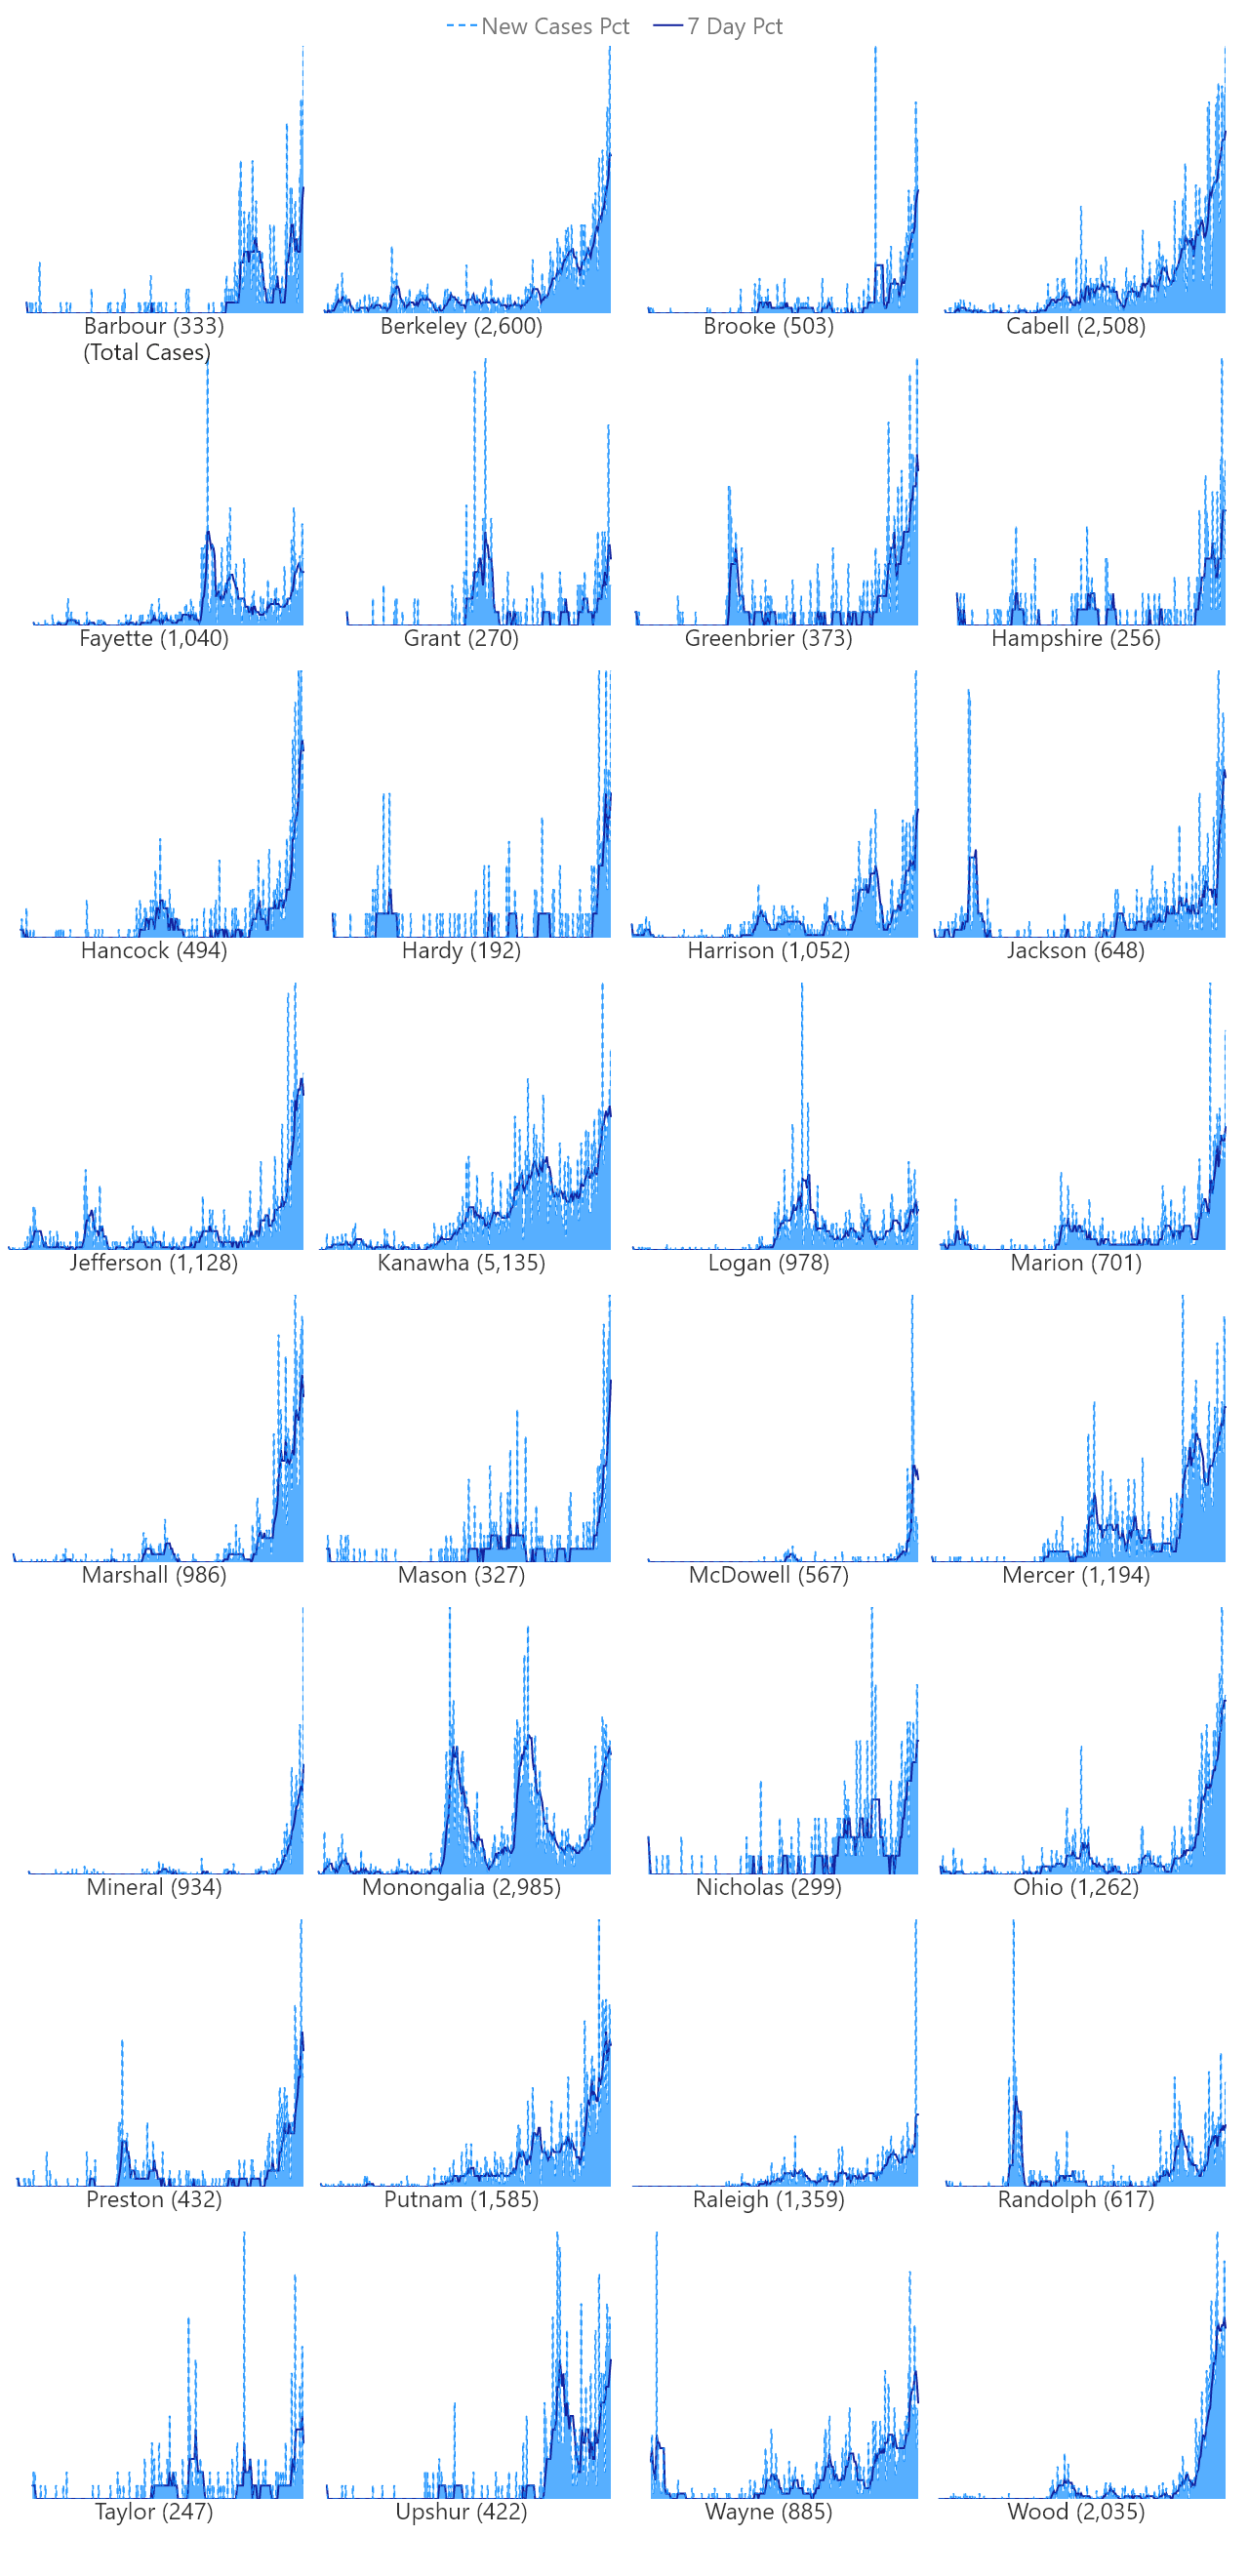 New Cases Pct 7 Day Pct
Barbour (333) Berkeley (2,600) Brooke (503) Cabell (2,508)
(Total Cases)
Fayette (1,040) Grant (270) Greenbrier (373) Hampshire (256)
Hancock (494) Hardy (192) Harrison (1,052) Jackson (648)
Jefferson (1,128) Kanawha (5,135) Logan (978) Marion (701)
Marshall (986) Mason (327) McDowell (567) Mercer (1,194)
Mineral (934) Monongalia (2,985) Nicholas (299) Ohio (1,262)
Preston (432) Putnam (1,585) Raleigh (1,359) Randolph (617)
Taylor (247) Upshur (422) Wayne (885) Wood (2,035)